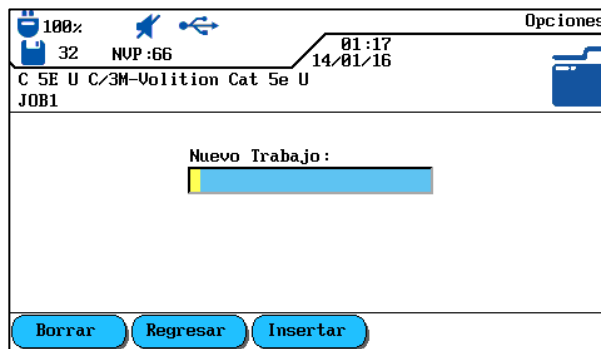 100% Opciones
32 NVP:66 01:17
14/01/16
C 5E U C/3M-Volition Cat 5e U
JOB1
Nuevo Trabajo:
Borrar Regresar Insertar